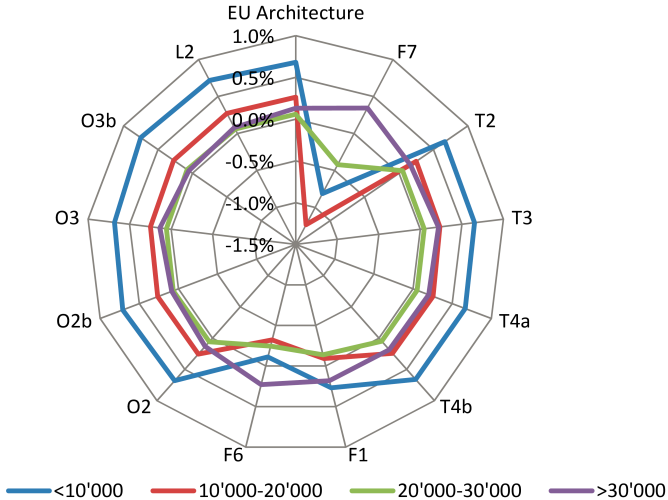 EU Architecture
1.0%
L2
F7
0.5%
O3b
0.0%
T2
-0.5%
O3
T3
-1.0%
-1.5%
O2b
T4a
O2
T4b
F6
F1
<10'000
10'000-20'000
20'000-30'000
>30'000